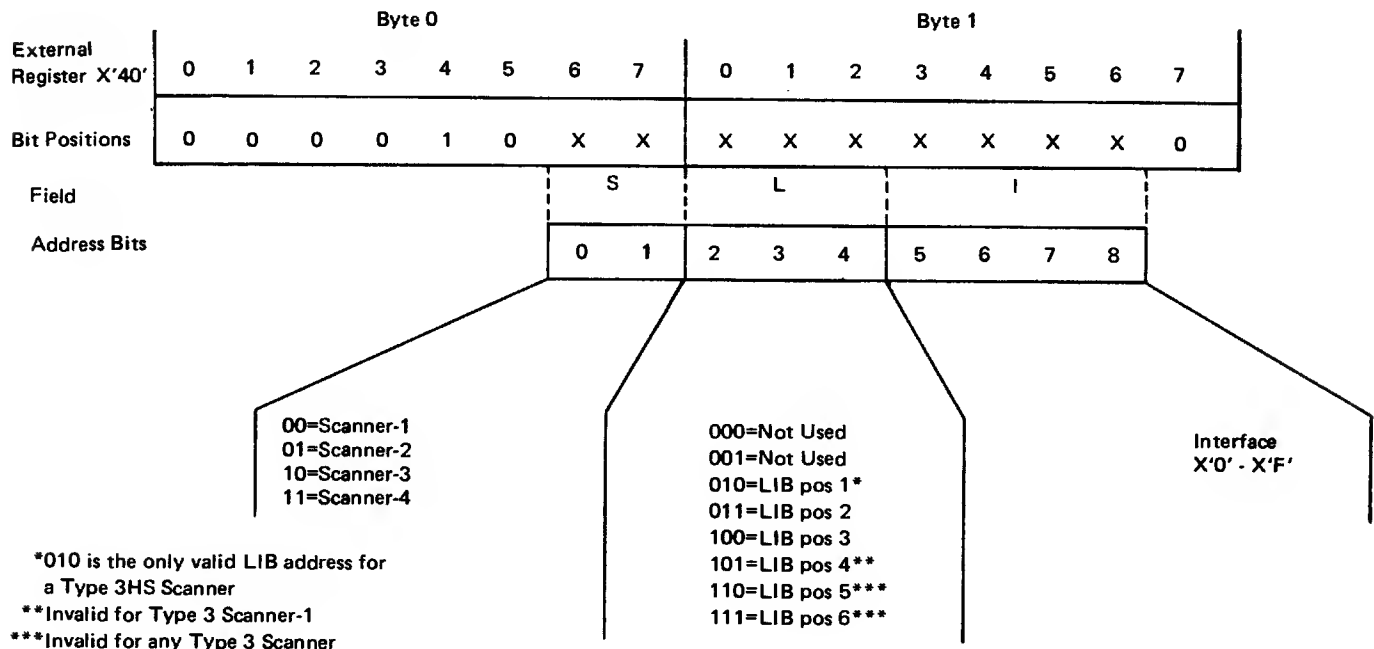 Byte 0 Byte 1
External
Register X'40' 0 1 2 3 4 5 6 7 0 1 2 3 4 5 6 7
Bit Positions 0 0 0 0 1 0 X X X X X X X X X 0
Field S L I
Address Bits 0 1 2 3 4 5 6 7 8
00=Scanner-1
01=Scanner-2
10=Scanner-3
11=Scanner-4
000=Not Used
001=Not Used
010=LIB pos 1*
011=LIB pos 2
100=LIB pos 3
101=LIB pos 4**
110=LIB pos 5***
111=LIB pos 6***
Interface
X'0' - X'F'
*010 is the only valid LIB address for
a Type 3HS Scanner
**Invalid for Type 3 Scanner-1
***Invalid for any Type 3 Scanner